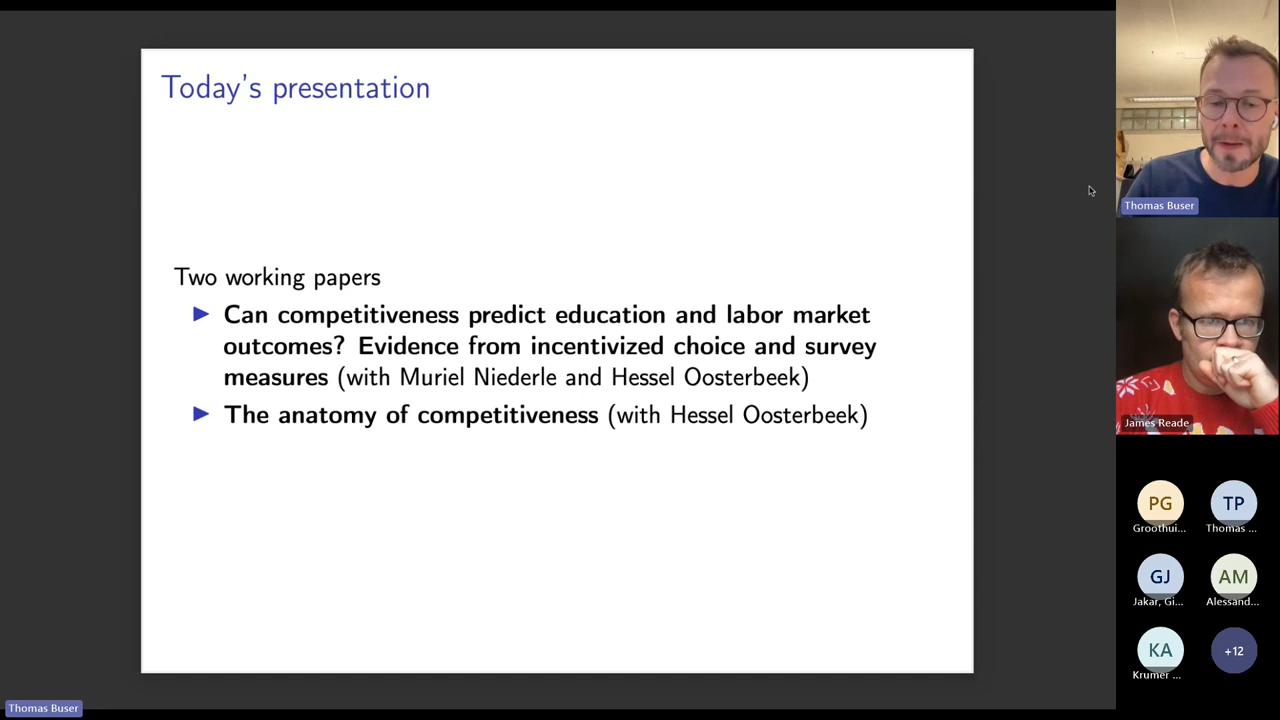 Today's presentation
Two working papers
▶ Can competitiveness predict education and labor market
outcomes? Evidence from incentivized choice and survey
measures (with Muriel Niederle and Hessel Oosterbeek)
▶ The anatomy of competitiveness (with Hessel Oosterbeek)
Thomas Buser
James Reade
PG
Groothui...
TP
Thomas ...
GJ
Jakar, Gi...
AM
Alessand...
KA
Krumer ...
+12
Thomas Buser